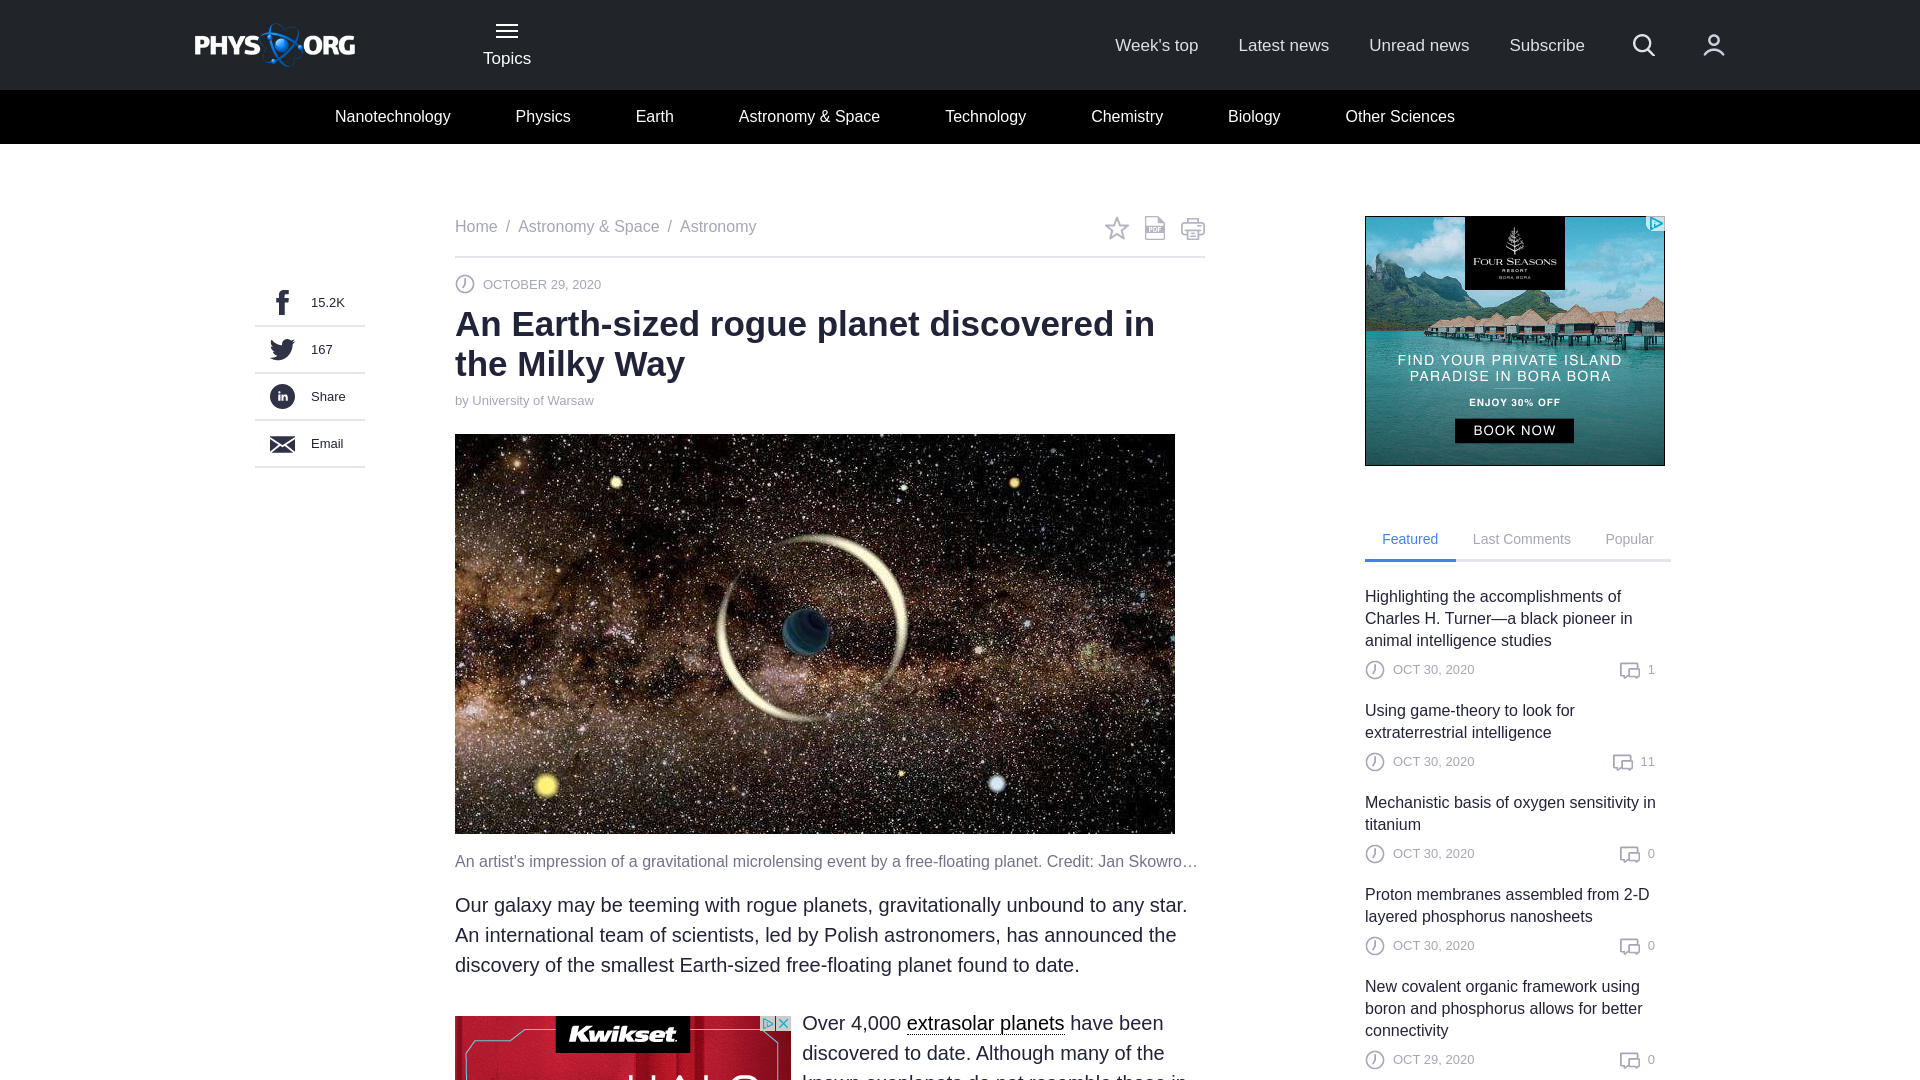 PHYS ORG
Topics
Week's top
Latest news
Unread news
Subscribe
Nanotechnology
Physics
Earth
Astronomy & Space
Technology
Chemistry
Biology
Other Sciences
Home / Astronomy & Space / Astronomy
PDF
OCTOBER 29, 2020
An Earth-sized rogue planet discovered in
the Milky Way
by University of Warsaw
15.2K
167
in Share
Email
An artist's impression of a gravitational microlensing event by a free-floating planet. Credit: Jan Skowro…
Our galaxy may be teeming with rogue planets, gravitationally unbound to any star.
An international team of scientists, led by Polish astronomers, has announced the
discovery of the smallest Earth-sized free-floating planet found to date.
Kwikset
Over 4,000 extrasolar planets have been
discovered to date. Although many of the
FOUR SEASONS
RESORT
BORA BORA
FIND YOUR PRIVATE ISLAND
PARADISE IN BORA BORA
ENJOY 30% OFF
BOOK NOW
Featured
Last Comments
Popular
Highlighting the accomplishments of
Charles H. Turner—a black pioneer in
animal intelligence studies
OCT 30, 2020 1
Using game-theory to look for
extraterrestrial intelligence
OCT 30, 2020 11
Mechanistic basis of oxygen sensitivity in
titanium
OCT 30, 2020 0
Proton membranes assembled from 2-D
layered phosphorus nanosheets
OCT 30, 2020 0
New covalent organic framework using
boron and phosphorus allows for better
connectivity
OCT 29, 2020 0